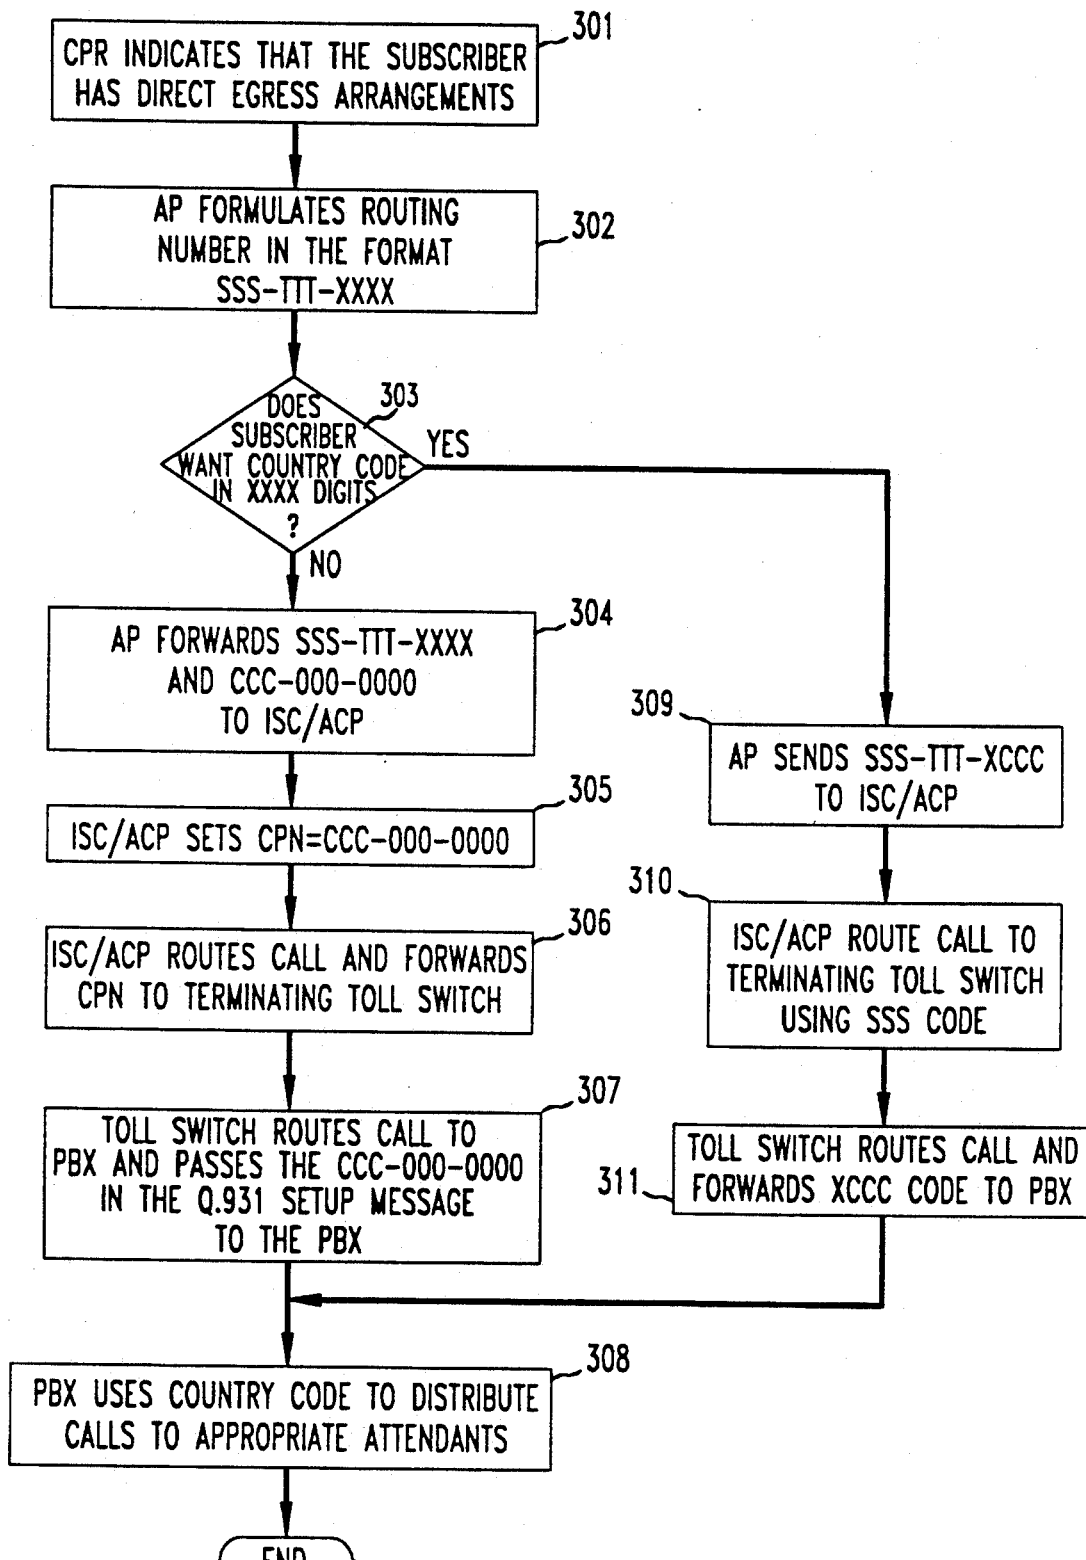 301
CPR INDICATES THAT THE SUBSCRIBER
HAS DIRECT EGRESS ARRANGEMENTS
302
AP FORMULATES ROUTING
NUMBER IN THE FORMAT
SSS-TTT-XXXX
303
DOES
SUBSCRIBER
WANT COUNTRY CODE
IN XXXX DIGITS
?
YES
NO
304
AP FORWARDS SSS-TTT-XXXX
AND CCC-000-0000
TO ISC/ACP
305
ISC/ACP SETS CPN=CCC-000-0000
306
ISC/ACP ROUTES CALL AND FORWARDS
CPN TO TERMINATING TOLL SWITCH
307
TOLL SWITCH ROUTES CALL TO
PBX AND PASSES THE CCC-000-0000
IN THE Q.931 SETUP MESSAGE
TO THE PBX
309
AP SENDS SSS-TTT-XCCC
TO ISC/ACP
310
ISC/ACP ROUTE CALL TO
TERMINATING TOLL SWITCH
USING SSS CODE
311
TOLL SWITCH ROUTES CALL AND
FORWARDS XCCC CODE TO PBX
308
PBX USES COUNTRY CODE TO DISTRIBUTE
CALLS TO APPROPRIATE ATTENDANTS
END